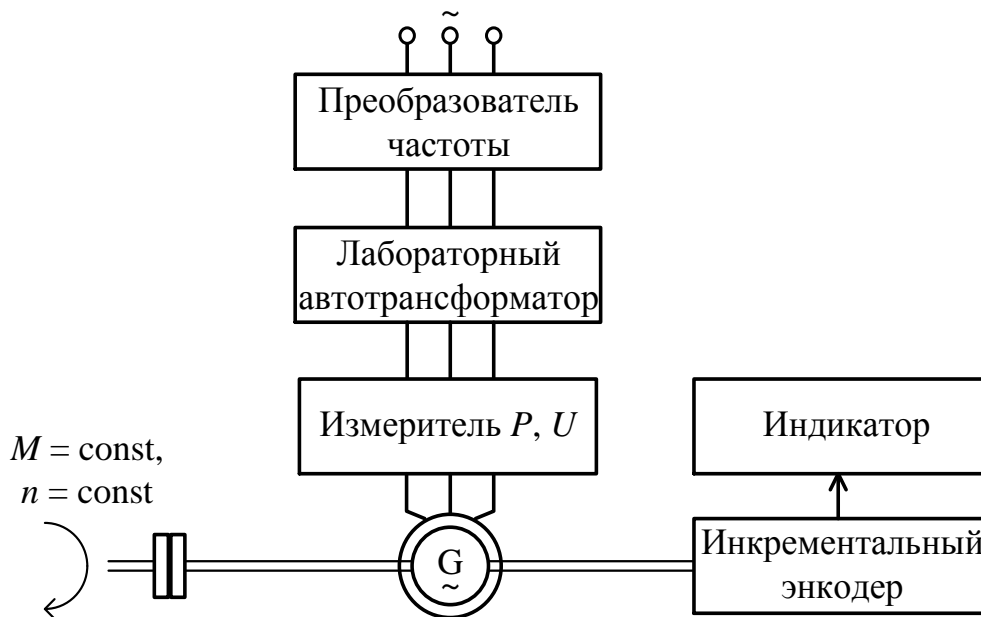 ~
Преобразователь
частоты
Лабораторный
автотрансформатор
Измеритель P, U
Индикатор
M = const,
n = const
G
~
Инкрементальный
энкодер